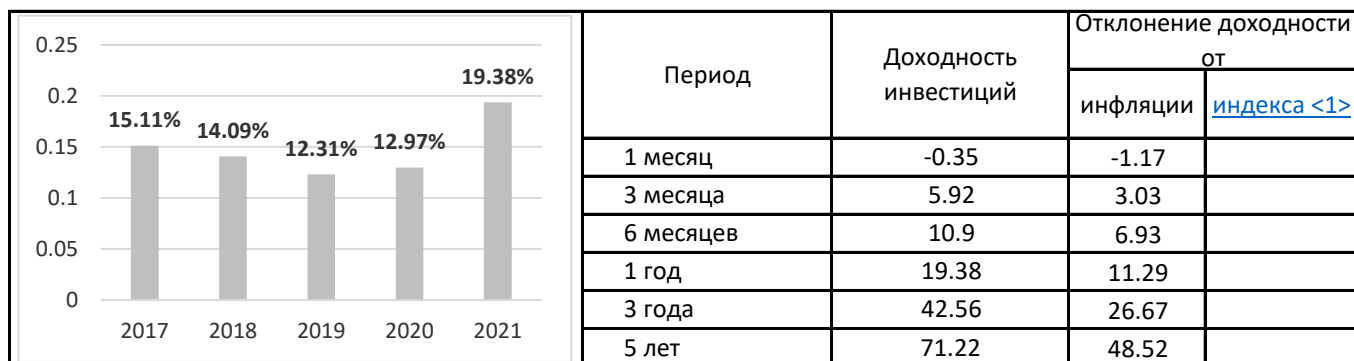 0.25
0.2
0.15
0.1
0.05
0
15.11%
14.09%
12.31%
12.97%
19.38%
2017 2018 2019 2020 2021
Период
Доходность
инвестиций
Отклонение доходности
от
инфляции
индекса <1>
1 месяц -0.35 -1.17
3 месяца 5.92 3.03
6 месяцев 10.9 6.93
1 год 19.38 11.29
3 года 42.56 26.67
5 лет 71.22 48.52